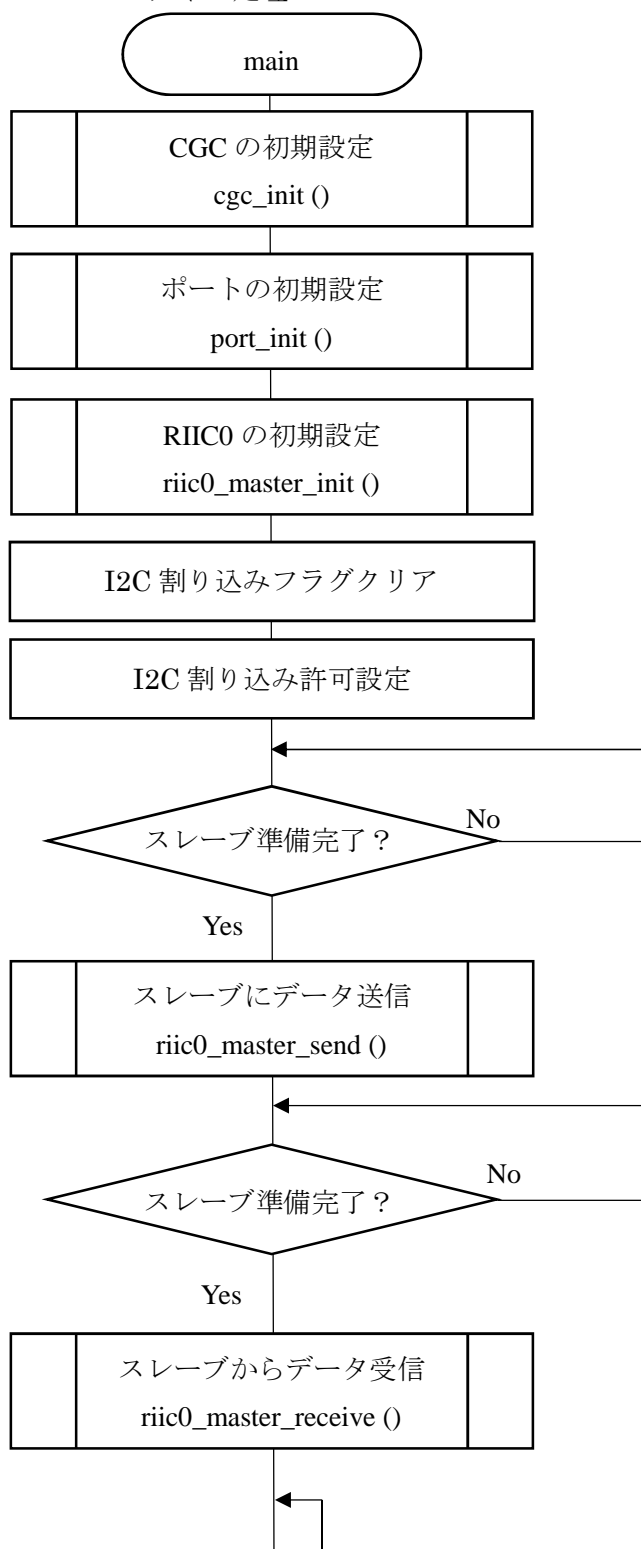 main
CGC の初期設定
cgc_init ()
ポートの初期設定
port_init ()
RIIC0 の初期設定
riic0_master_init ()
I2C 割り込みフラグクリア
I2C 割り込み許可設定
スレーブ準備完了？
No
Yes
スレーブにデータ送信
riic0_master_send ()
スレーブ準備完了？
No
Yes
スレーブからデータ受信
riic0_master_receive ()